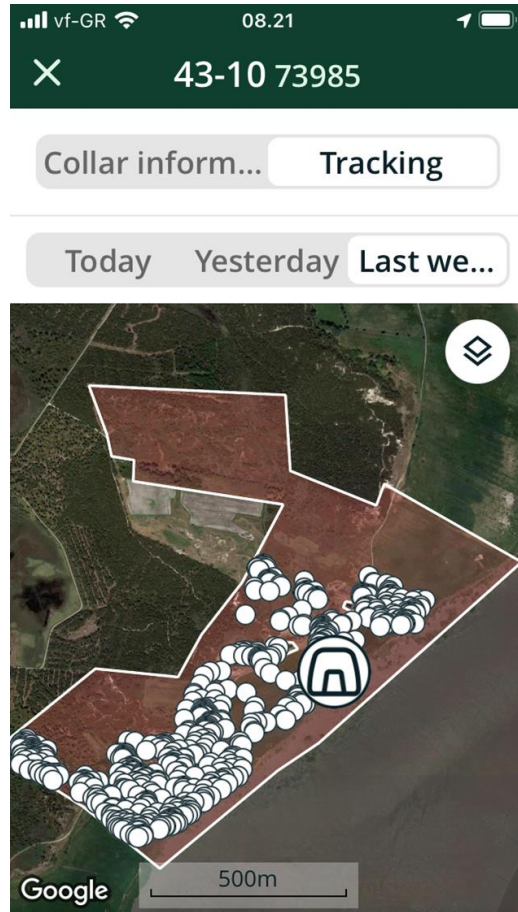 vf-GR 08.21
43-10 73985
Collar inform... Tracking
Today Yesterday Last we...
500m
Google